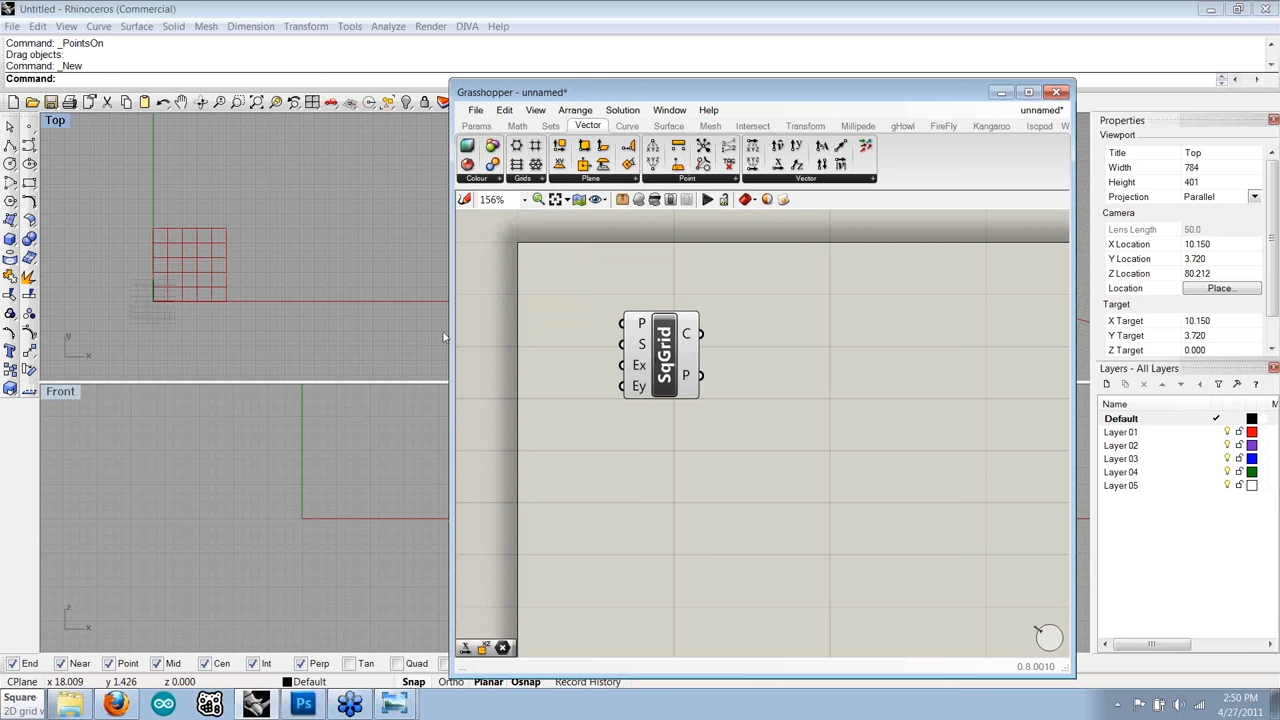 Untitled - Rhinoceros (Commercial)
File Edit View Curve Surface Solid Mesh Dimension Transform Tools Analyze Render DIVA Help
Command: _PointsOn
Drag objects:
Command: _New
Command:
Top
Front
Grasshopper - unnamed*
File Edit View Arrange Solution Window Help unnamed*
Params Math Sets Vector Curve Surface Mesh Intersect Transform Millipede gHowl FireFly Kangaroo Isopod W
Colour Grids Plane Point Vector
156%
P
S
Ex
Ey
SqGrid
C
P
0.8.0010
Properties
Viewport
Title Top
Width 784
Height 401
Projection Parallel
Camera
Lens Length 50.0
X Location 10.150
Y Location 3.720
Z Location 80.212
Location Place...
Target
X Target 10.150
Y Target 3.720
Z Target 0.000
Layers - All Layers
Name M
Default
Layer 01
Layer 02
Layer 03
Layer 04
Layer 05
y
x
z
x
End Near Point Mid Cen Int Perp Tan Quad
CPlane x 18.009 y 1.426 z 0.000 Default Snap Ortho Planar Osnap Record History
Square
2D grid w
Ps
2:50 PM
4/27/2011